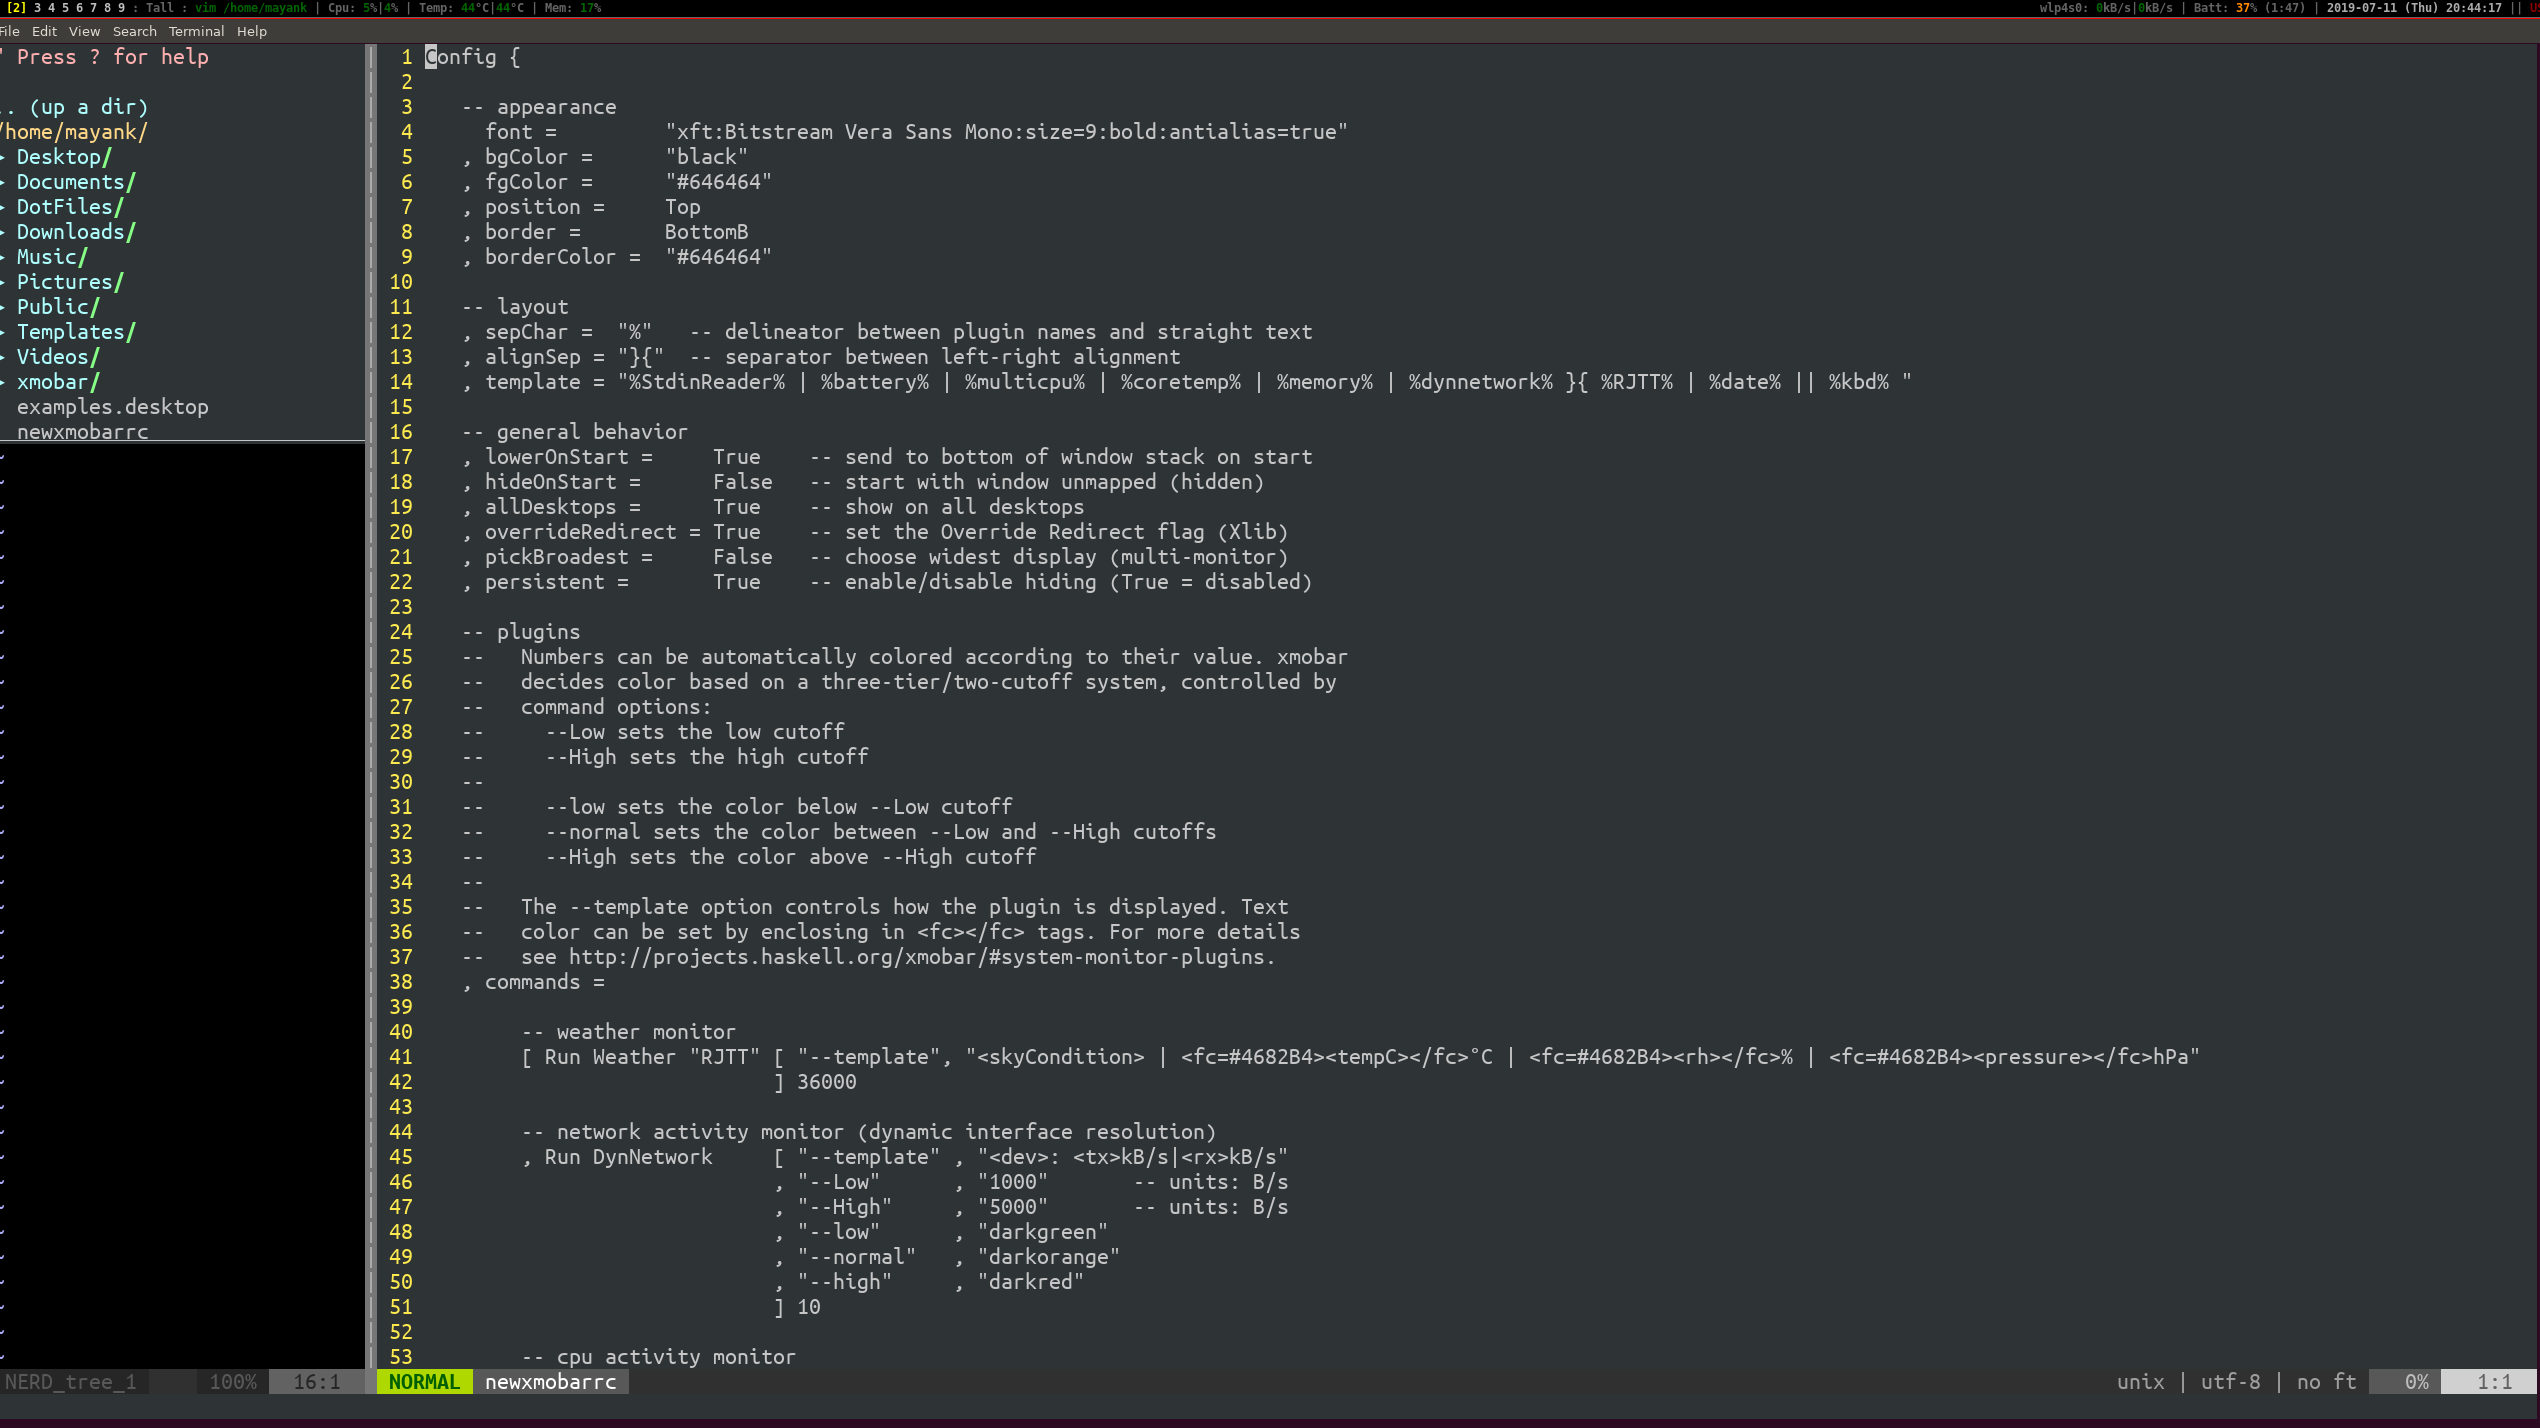 [2] 3 4 5 6 7 8 9 : Tall : vim /home/mayank | Cpu: 5%|4% | Temp: 44°C|44°C | Mem: 17%
wlp4s0: 0kB/s|0kB/s | Batt: 37% (1:47) | 2019-07-11 (Thu) 20:44:17 ||
File Edit View Search Terminal Help
" Press ? for help
.. (up a dir)
/home/mayank/
▸ Desktop/
▸ Documents/
▸ DotFiles/
▸ Downloads/
▸ Music/
▸ Pictures/
▸ Public/
▸ Templates/
▸ Videos/
▸ xmobar/
examples.desktop
newxmobarrc
NERD_tree_1 100% 16:1
1 Config {
2
3 -- appearance
4 font = "xft:Bitstream Vera Sans Mono:size=9:bold:antialias=true"
5 , bgColor = "black"
6 , fgColor = "#646464"
7 , position = Top
8 , border = BottomB
9 , borderColor = "#646464"
10
11 -- layout
12 , sepChar = "%" -- delineator between plugin names and straight text
13 , alignSep = "}{" -- separator between left-right alignment
14 , template = "%StdinReader% | %battery% | %multicpu% | %coretemp% | %memory% | %dynnetwork% }{ %RJTT% | %date% || %kbd% "
15
16 -- general behavior
17 , lowerOnStart = True -- send to bottom of window stack on start
18 , hideOnStart = False -- start with window unmapped (hidden)
19 , allDesktops = True -- show on all desktops
20 , overrideRedirect = True -- set the Override Redirect flag (Xlib)
21 , pickBroadest = False -- choose widest display (multi-monitor)
22 , persistent = True -- enable/disable hiding (True = disabled)
23
24 -- plugins
25 -- Numbers can be automatically colored according to their value. xmobar
26 -- decides color based on a three-tier/two-cutoff system, controlled by
27 -- command options:
28 -- --Low sets the low cutoff
29 -- --High sets the high cutoff
30 --
31 -- --low sets the color below --Low cutoff
32 -- --normal sets the color between --Low and --High cutoffs
33 -- --High sets the color above --High cutoff
34 --
35 -- The --template option controls how the plugin is displayed. Text
36 -- color can be set by enclosing in <fc></fc> tags. For more details
37 -- see http://projects.haskell.org/xmobar/#system-monitor-plugins.
38 , commands =
39
40 -- weather monitor
41 [ Run Weather "RJTT" [ "--template", "<skyCondition> | <fc=#4682B4><tempC></fc>°C | <fc=#4682B4><rh></fc>% | <fc=#4682B4><pressure></fc>hPa"
42 ] 36000
43
44 -- network activity monitor (dynamic interface resolution)
45 , Run DynNetwork [ "--template" , "<dev>: <tx>kB/s|<rx>kB/s"
46 , "--Low" , "1000" -- units: B/s
47 , "--High" , "5000" -- units: B/s
48 , "--low" , "darkgreen"
49 , "--normal" , "darkorange"
50 , "--high" , "darkred"
51 ] 10
52
53 -- cpu activity monitor
NORMAL newxmobarrc unix | utf-8 | no ft 0% 1:1